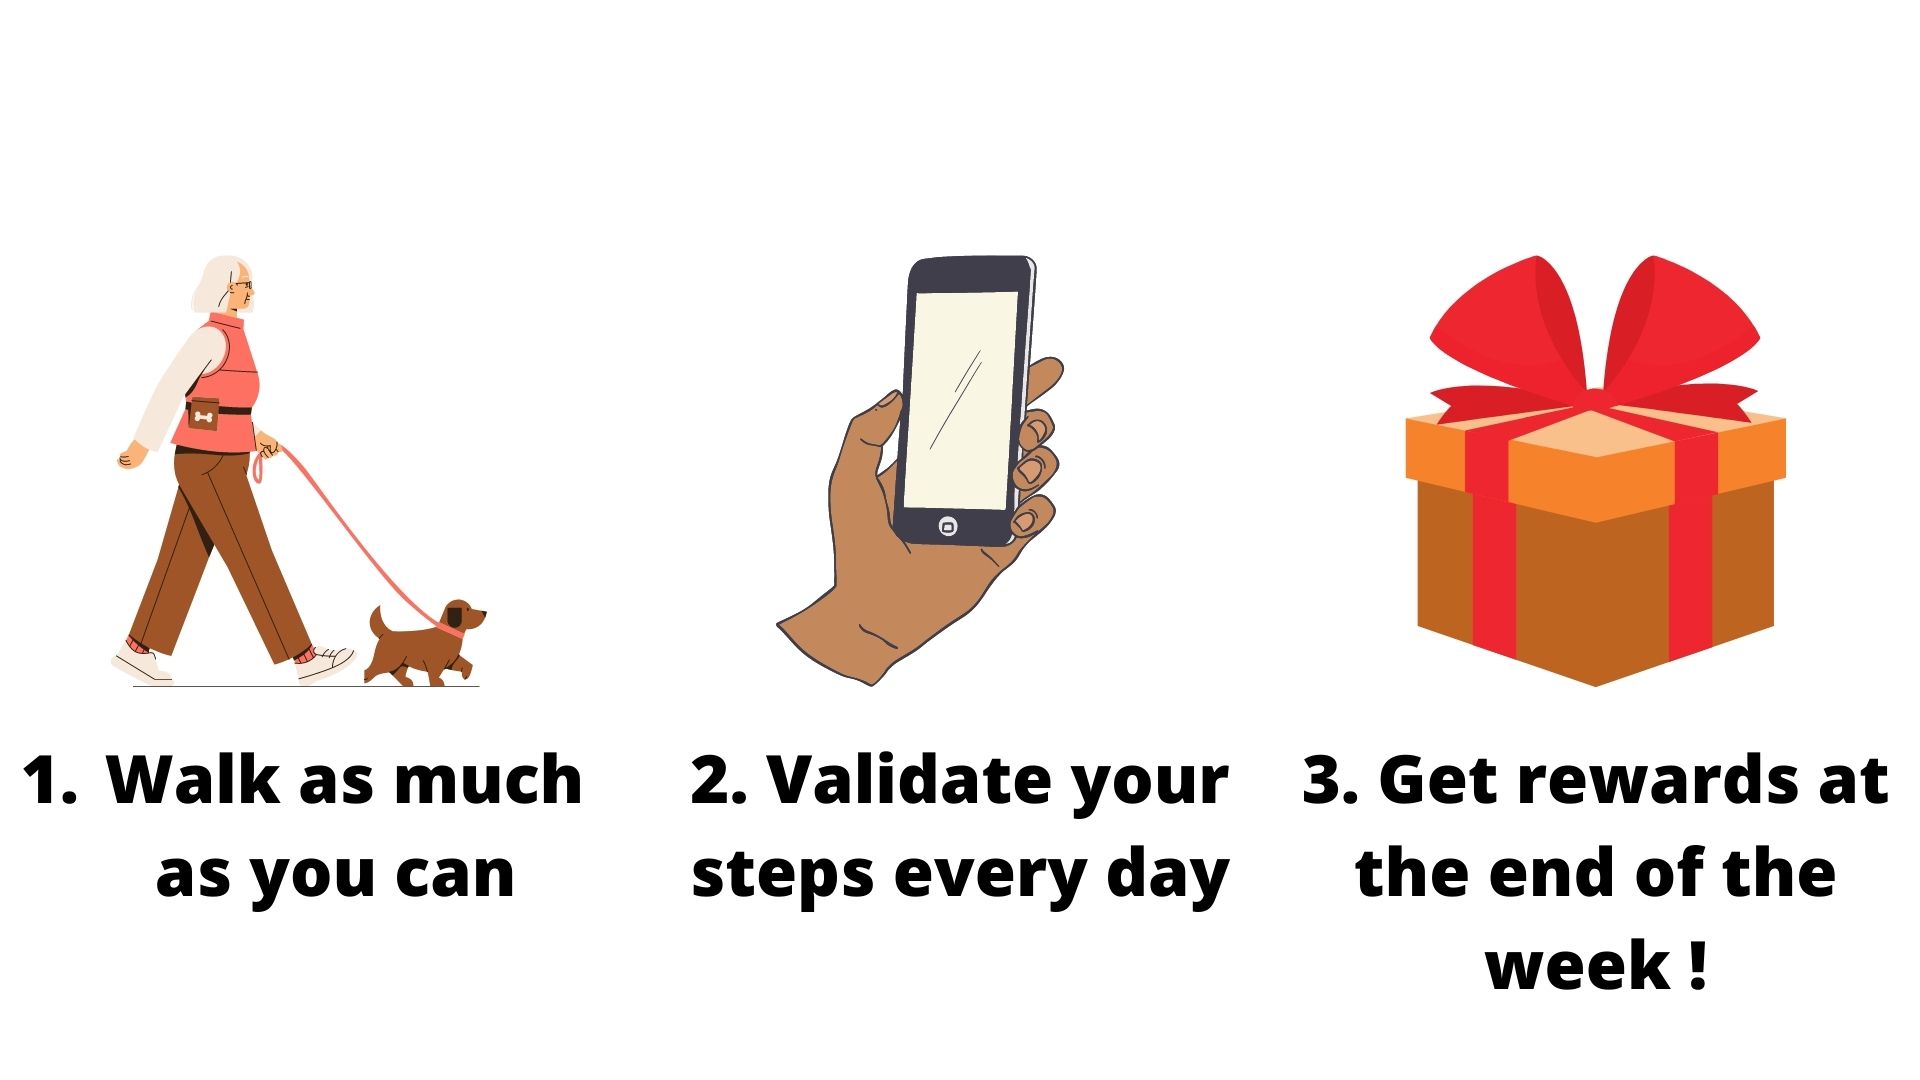 1. Walk as much
as you can
2. Validate your
steps every day
3. Get rewards at
the end of the
week !